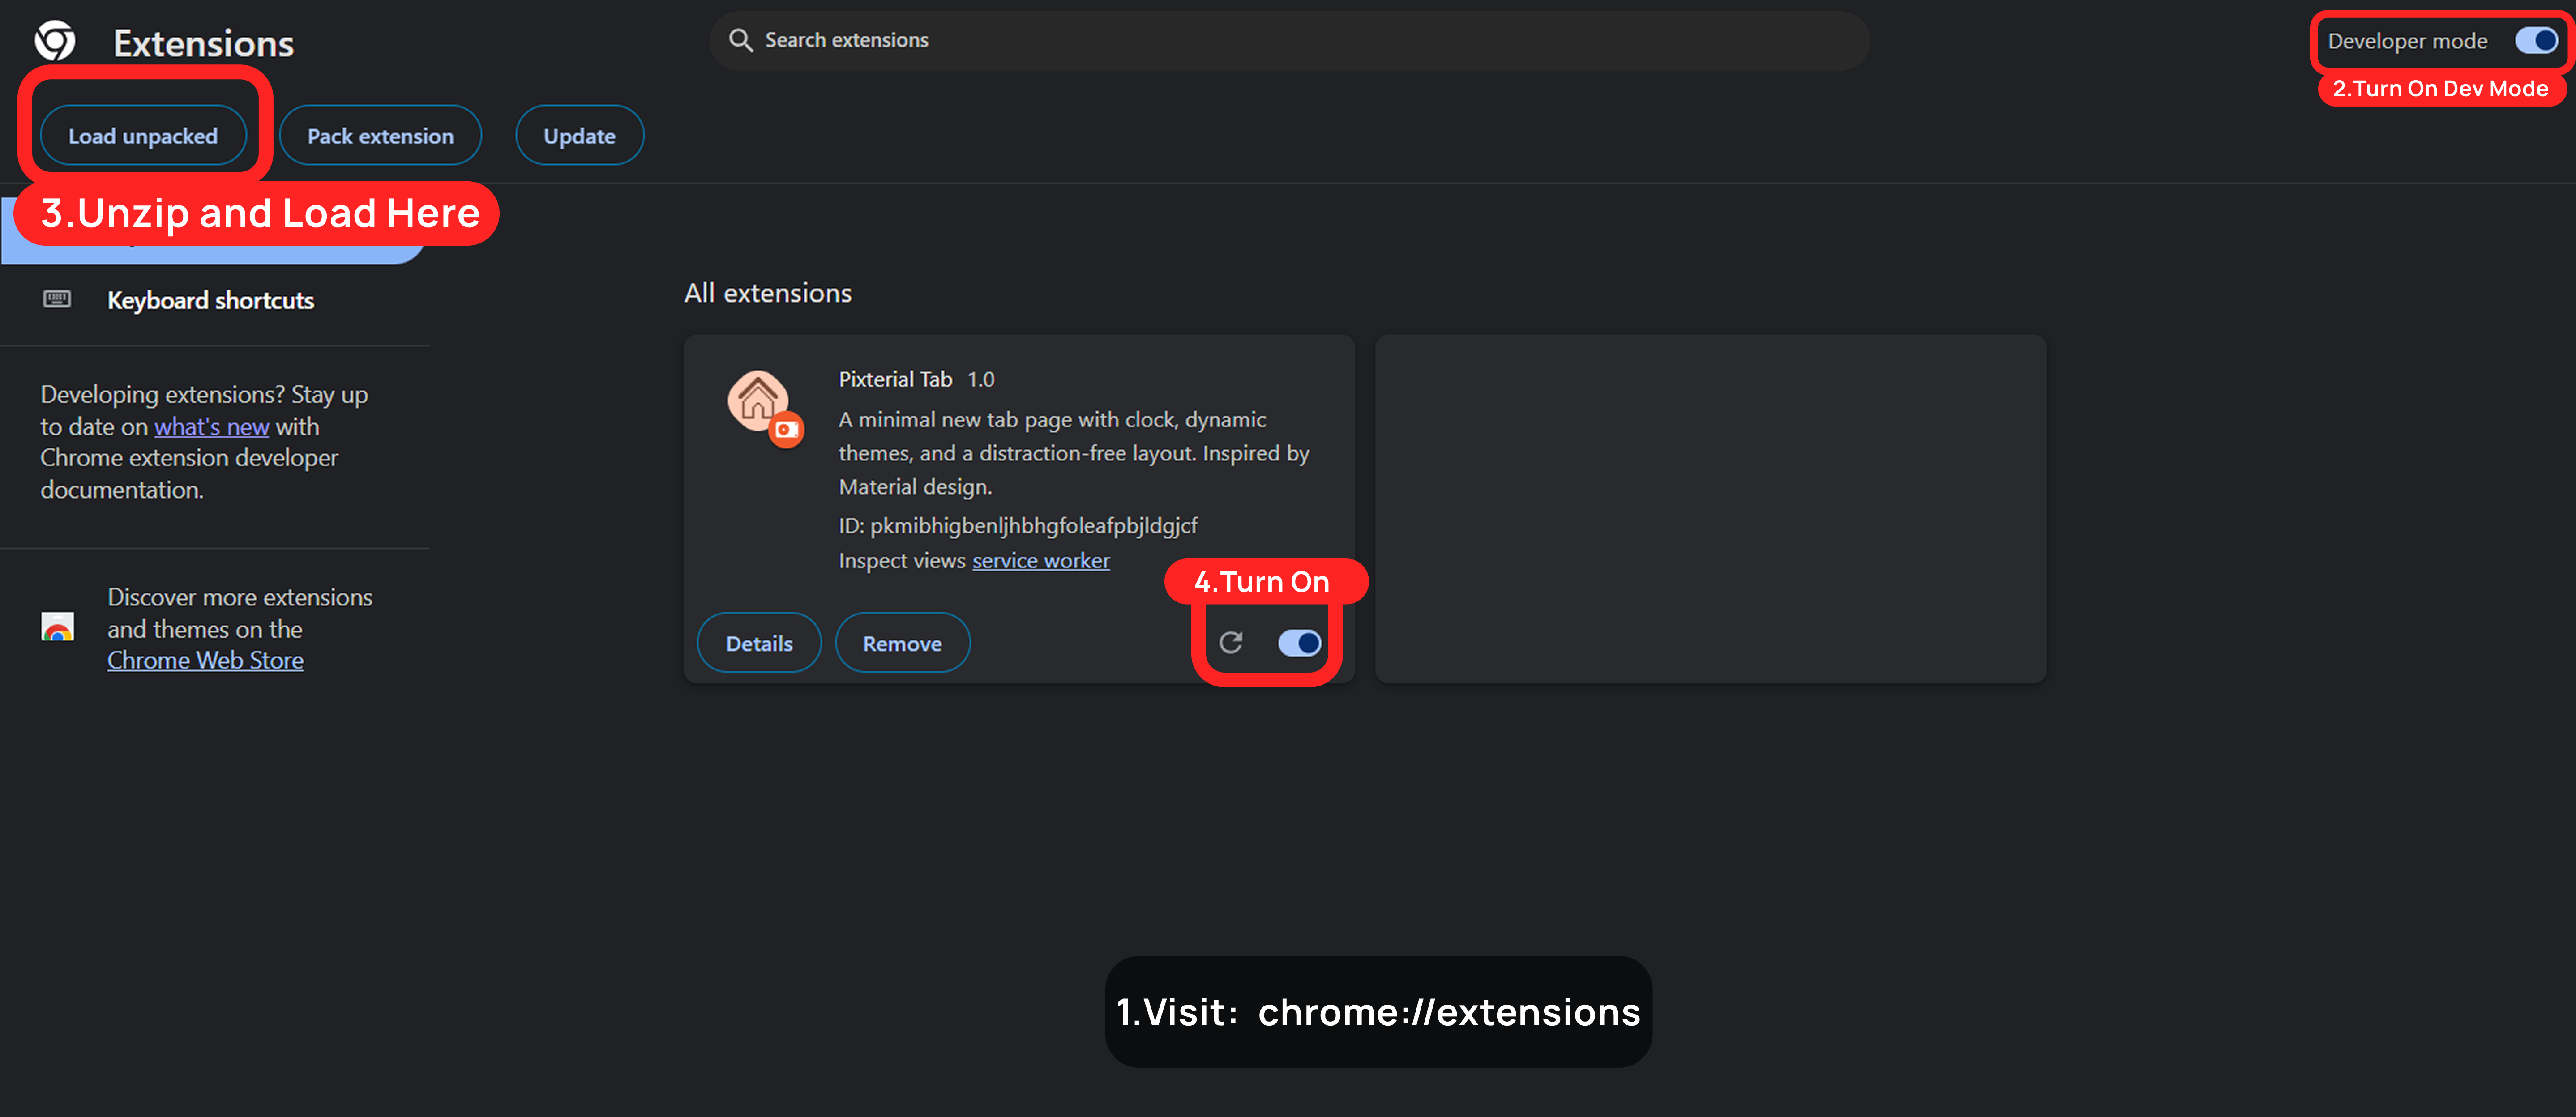 Extensions
Search extensions
Developer mode
2.Turn On Dev Mode
Load unpacked
Pack extension
Update
3.Unzip and Load Here
Keyboard shortcuts
Developing extensions? Stay up
to date on what's new with
Chrome extension developer
documentation.
Discover more extensions
and themes on the
Chrome Web Store
All extensions
Pixterial Tab 1.0
A minimal new tab page with clock, dynamic
themes, and a distraction-free layout. Inspired by
Material design.
ID: pkmibhigbenljhbhgfoleafpbjldgjcf
Inspect views service worker
4.Turn On
Details
Remove
1.Visit: chrome://extensions